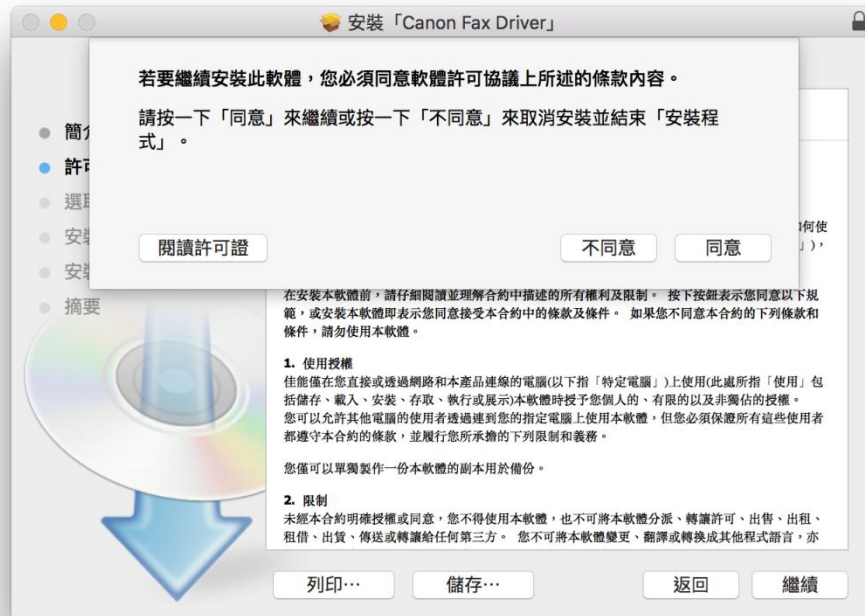 安裝「Canon Fax Driver」
若要繼續安裝此軟體，您必須同意軟體許可協議上所述的條款內容。
請按一下「同意」來繼續或按一下「不同意」來取消安裝並結束「安裝程
式」。
閱讀許可證
不同意
同意
簡介
許可
選取
安裝
安裝
摘要
何使
」)，
在安裝本軟體前，請仔細閱讀並理解合約中描述的所有權利及限制。 按下按鈕表示您同意以下規
範，或安裝本軟體即表示您同意接受本合約中的條款及條件。 如果您不同意本合約的下列條款和
條件，請勿使用本軟體。
1. 使用授權
佳能僅在您直接或透過網路和本產品連線的電腦(以下指「特定電腦」)上使用(此處所指「使用」包
括儲存、載入、安裝、存取、執行或展示)本軟體時授予您個人的、有限的以及非獨佔的授權。
您可以允許其他電腦的使用者透過連到您的指定電腦上使用本軟體，但您必須保證所有這些使用者
都遵守本合約的條款，並履行您所承擔的下列限制和義務。
您僅可以單獨製作一份本軟體的副本用於備份。
2. 限制
未經本合約明確授權或同意，您不得使用本軟體，也不可將本軟體分派、轉讓許可、出售、出租、
租借、出賃、傳送或轉讓給任何第三方。 您不可將本軟體變更、翻譯或轉換成其他程式語言，亦
列印⋯
儲存⋯
返回
繼續